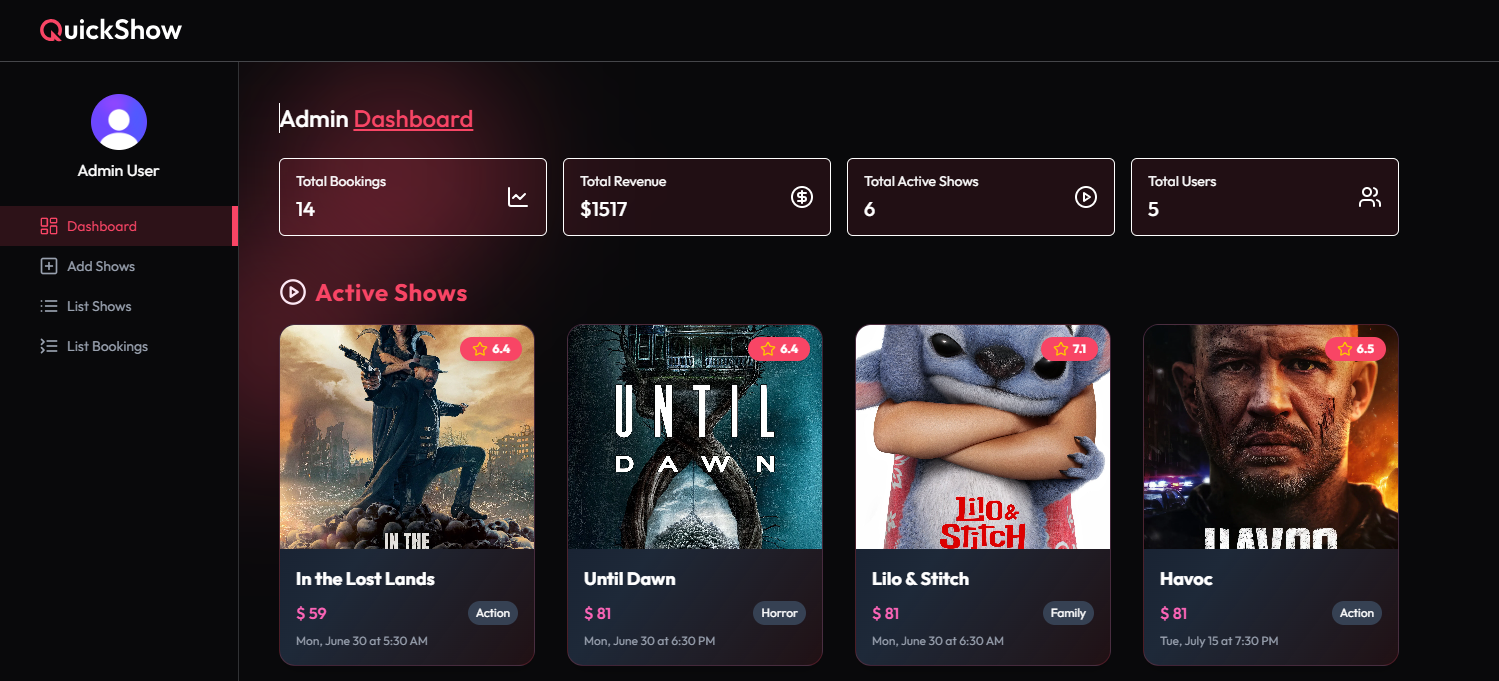 QuickShow
Admin User
Dashboard
Add Shows
List Shows
List Bookings
Admin Dashboard
Total Bookings
14
Total Revenue
$1517
Total Active Shows
6
Total Users
5
Active Shows
6.4
IN THE
In the Lost Lands
$ 59
Action
Mon, June 30 at 5:30 AM
6.4
UNTIL
DAWN
Until Dawn
$ 81
Horror
Mon, June 30 at 6:30 PM
7.1
Lilo &
Stitch
Lilo & Stitch
$ 81
Family
Mon, June 30 at 6:30 AM
6.5
HAVOC
Havoc
$ 81
Action
Tue, July 15 at 7:30 PM